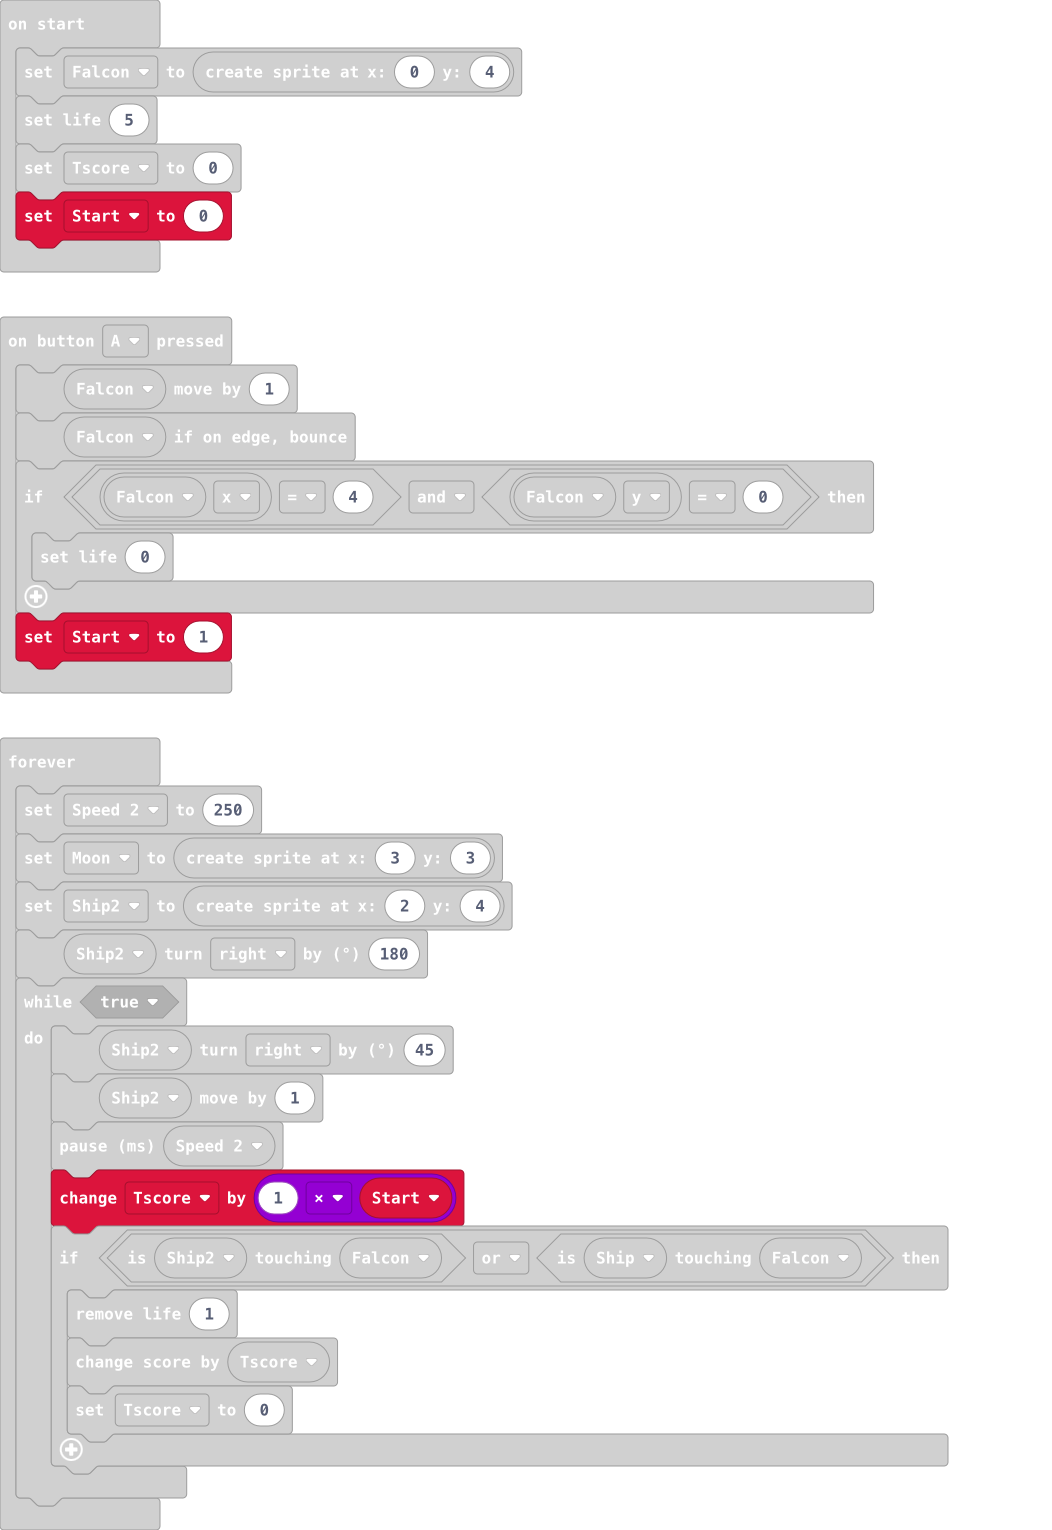 on start
set Falcon to create sprite at x: 0 y: 4
set life 5
set Tscore to 0
set Start to 0
on button A pressed
Falcon move by 1
Falcon if on edge, bounce
if Falcon x = 4 and Falcon y = 0 then
set life 0
set Start to 1
forever
set Speed 2 to 250
set Moon to create sprite at x: 3 y: 3
set Ship2 to create sprite at x: 2 y: 4
Ship2 turn right by (°) 180
while true
do
Ship2 turn right by (°) 45
Ship2 move by 1
pause (ms) Speed 2
change Tscore by 1 × Start
if is Ship2 touching Falcon or is Ship touching Falcon then
remove life 1
change score by Tscore
set Tscore to 0